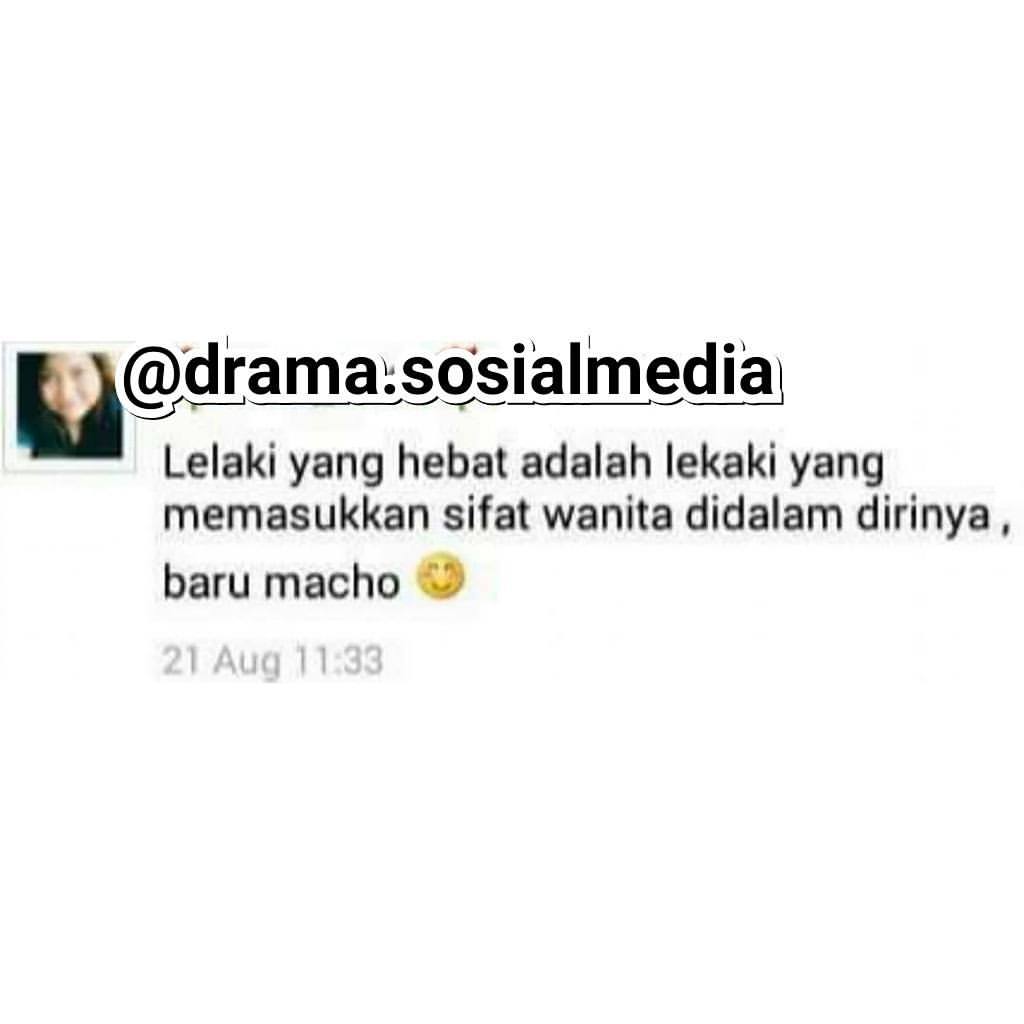 @drama.sosialmedia
Lelaki yang hebat adalah lekaki yang
memasukkan sifat wanita didalam dirinya ,
baru macho 😊
21 Aug 11:33